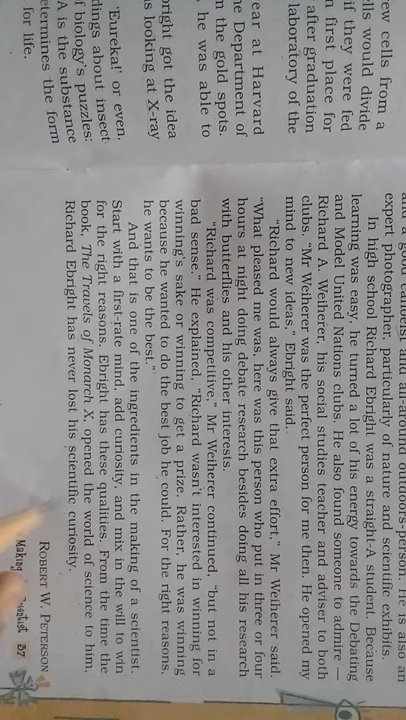 rew cells from a
lls would divide
if they were fed
n first place for
after graduation
laboratory of the
ear at Harvard
e Department of
n the gold spots.
he was able to
bright got the idea
as looking at X-ray
'Eureka!' or even,
dings about insect
f biology's puzzles:
A is the substance
etermines the form
for life.
and a good canoeist and all-around outdoors-person. He is also an
expert photographer, particularly of nature and scientific exhibits.
In high school Richard Ebright was a straight-A student. Because
learning was easy, he turned a lot of his energy towards the Debating
and Model United Nations clubs. He also found someone to admire —
Richard A. Weiherer, his social studies teacher and adviser to both
clubs. "Mr Weiherer was the perfect person for me then. He opened my
mind to new ideas," Ebright said.
"Richard would always give that extra effort," Mr Weiherer said.
"What pleased me was, here was this person who put in three or four
hours at night doing debate research besides doing all his research
with butterflies and his other interests.
"Richard was competitive," Mr Weiherer continued, "but not in a
bad sense." He explained, "Richard wasn't interested in winning for
winning's sake or winning to get a prize. Rather, he was winning
because he wanted to do the best job he could. For the right reasons,
he wants to be the best."
And that is one of the ingredients in the making of a scientist.
Start with a first-rate mind, add curiosity, and mix in the will to win
for the right reasons. Ebright has these qualities. From the time the
book, The Travels of Monarch X, opened the world of science to him,
Richard Ebright has never lost his scientific curiosity.
ROBERT W. PETERSON
Making 37